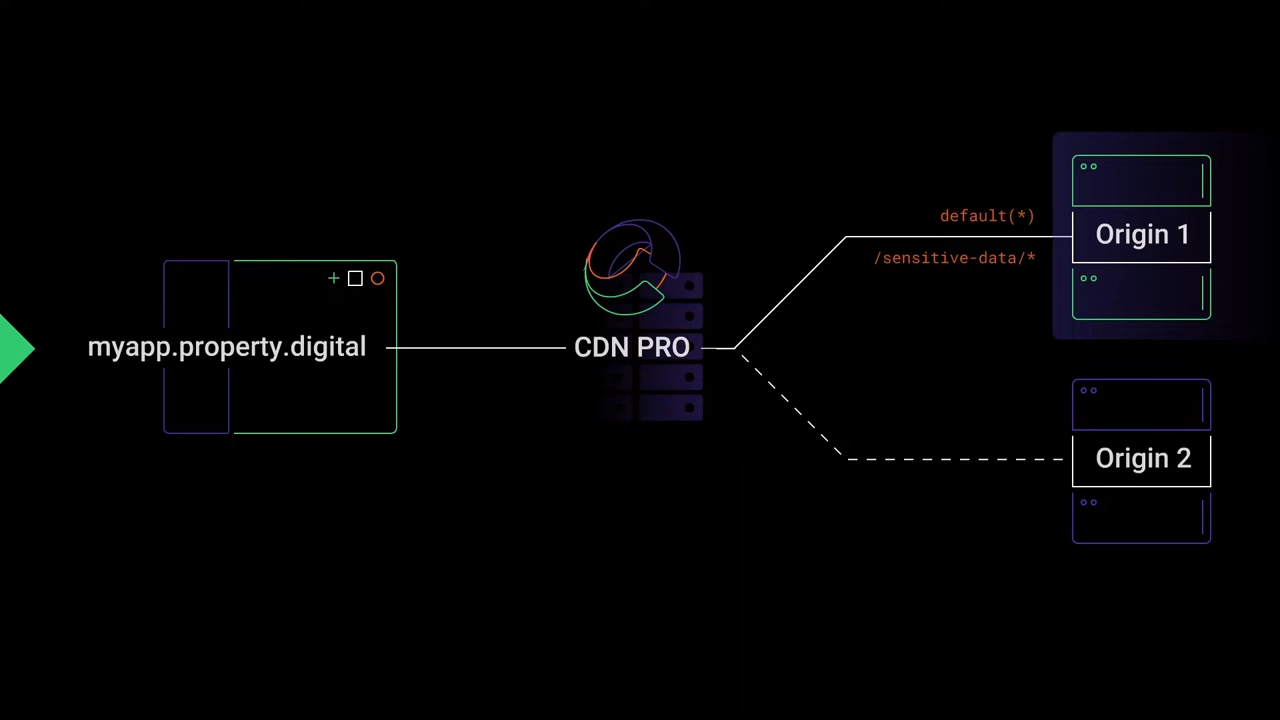 myapp.property.digital
CDN PRO
default(*)
/sensitive-data/*
Origin 1
Origin 2